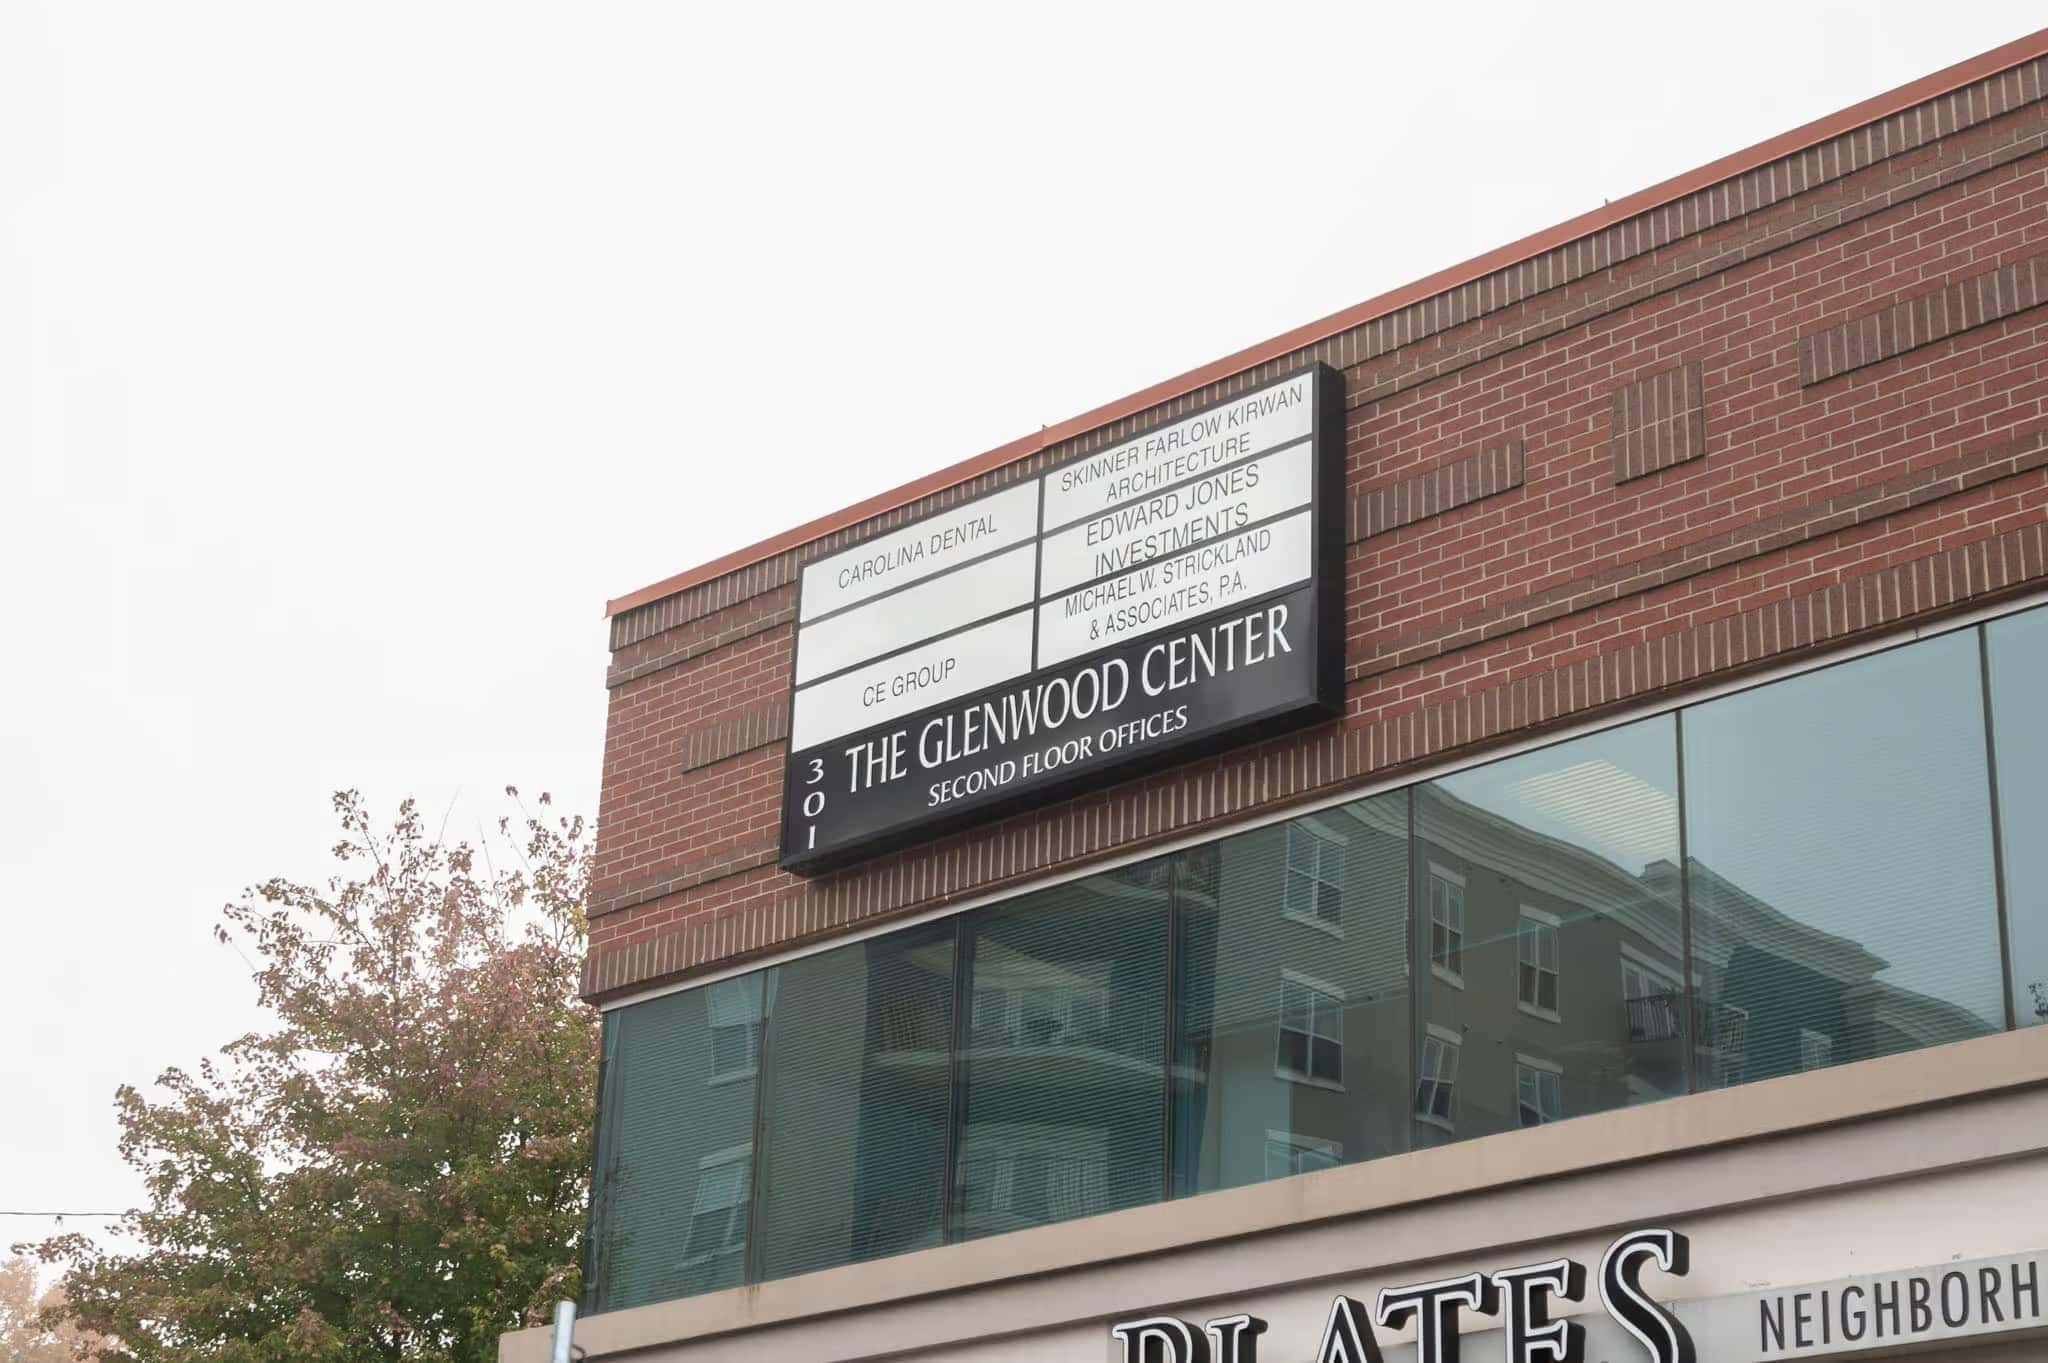 CAROLINA DENTAL
CE GROUP
SKINNER FARLOW KIRWAN
ARCHITECTURE
EDWARD JONES
INVESTMENTS
MICHAEL W. STRICKLAND
& ASSOCIATES, P.A.
301
THE GLENWOOD CENTER
SECOND FLOOR OFFICES
PLATES
NEIGHBORH